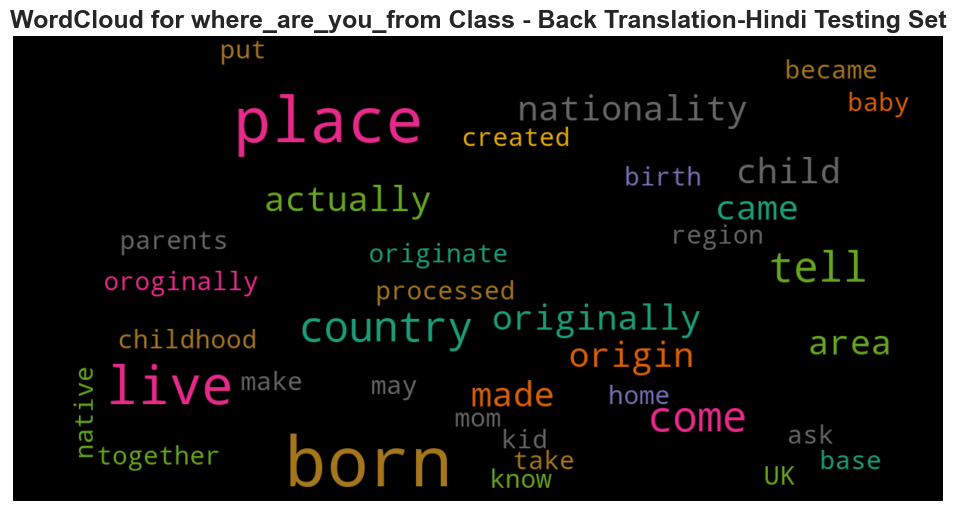 WordCloud for where_are_you_from Class - Back Translation-Hindi Testing Set
put
became
baby
place
nationality
created
birth
child
actually
came
parents
region
originate
tell
oroginally
processed
originally
country
childhood
area
origin
live
make
may
made
home
native
mom
come
kid
ask
together
born
take
base
know
UK